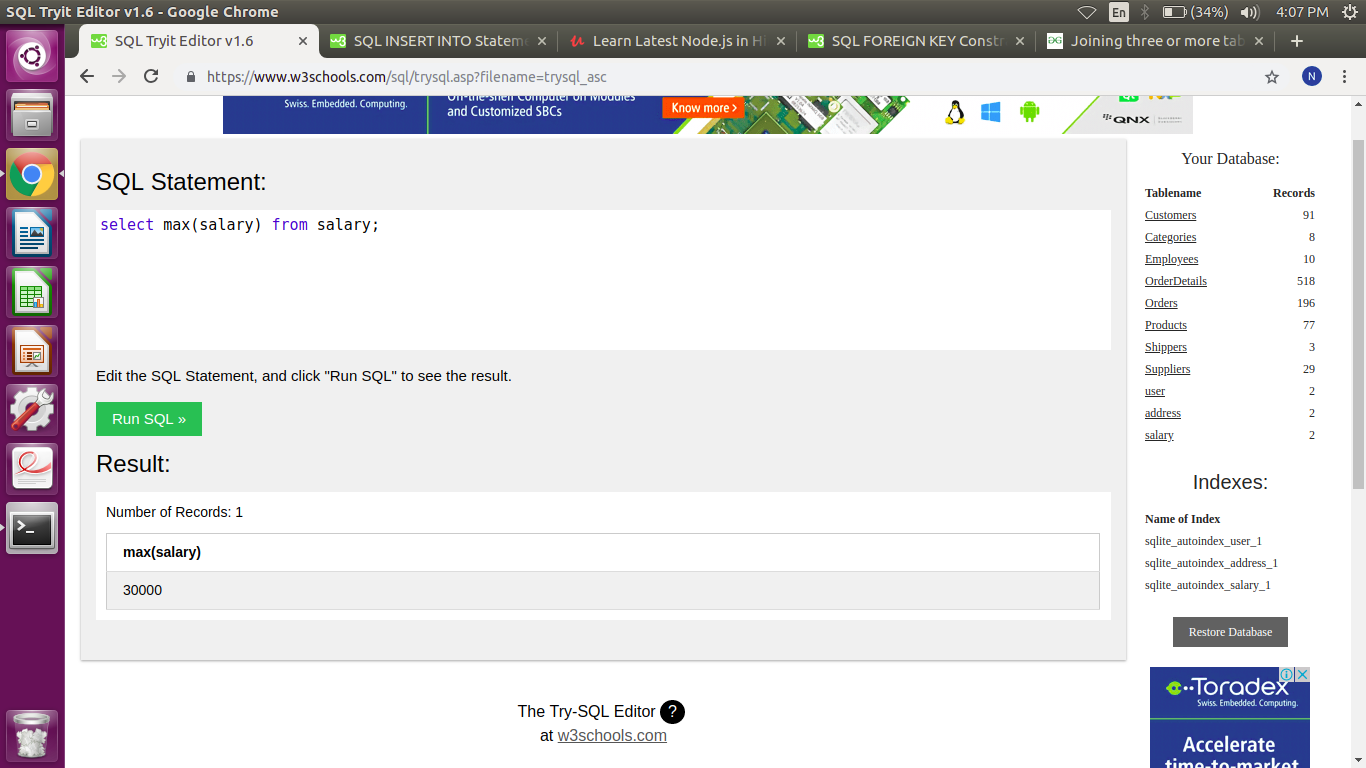 SQL Tryit Editor v1.6 - Google Chrome
En
(34%)
4:07 PM
SQL Tryit Editor v1.6
SQL INSERT INTO Statem
Learn Latest Node.js in Hi
SQL FOREIGN KEY Constr
Joining three or more tab
https://www.w3schools.com/sql/trysql.asp?filename=trysql_asc
N
Swiss. Embedded. Computing.
Off-the-shelf Computer on Modules
and Customized SBCs
Know more >
QNX
SQL Statement:
select max(salary) from salary;
Edit the SQL Statement, and click "Run SQL" to see the result.
Run SQL »
Result:
Number of Records: 1
max(salary)
30000
The Try-SQL Editor ?
at w3schools.com
Your Database:
Tablename Records
Customers 91
Categories 8
Employees 10
OrderDetails 518
Orders 196
Products 77
Shippers 3
Suppliers 29
user 2
address 2
salary 2
Indexes:
Name of Index
sqlite_autoindex_user_1
sqlite_autoindex_address_1
sqlite_autoindex_salary_1
Restore Database
Toradex
Swiss. Embedded. Computing.
Accelerate
time-to-market